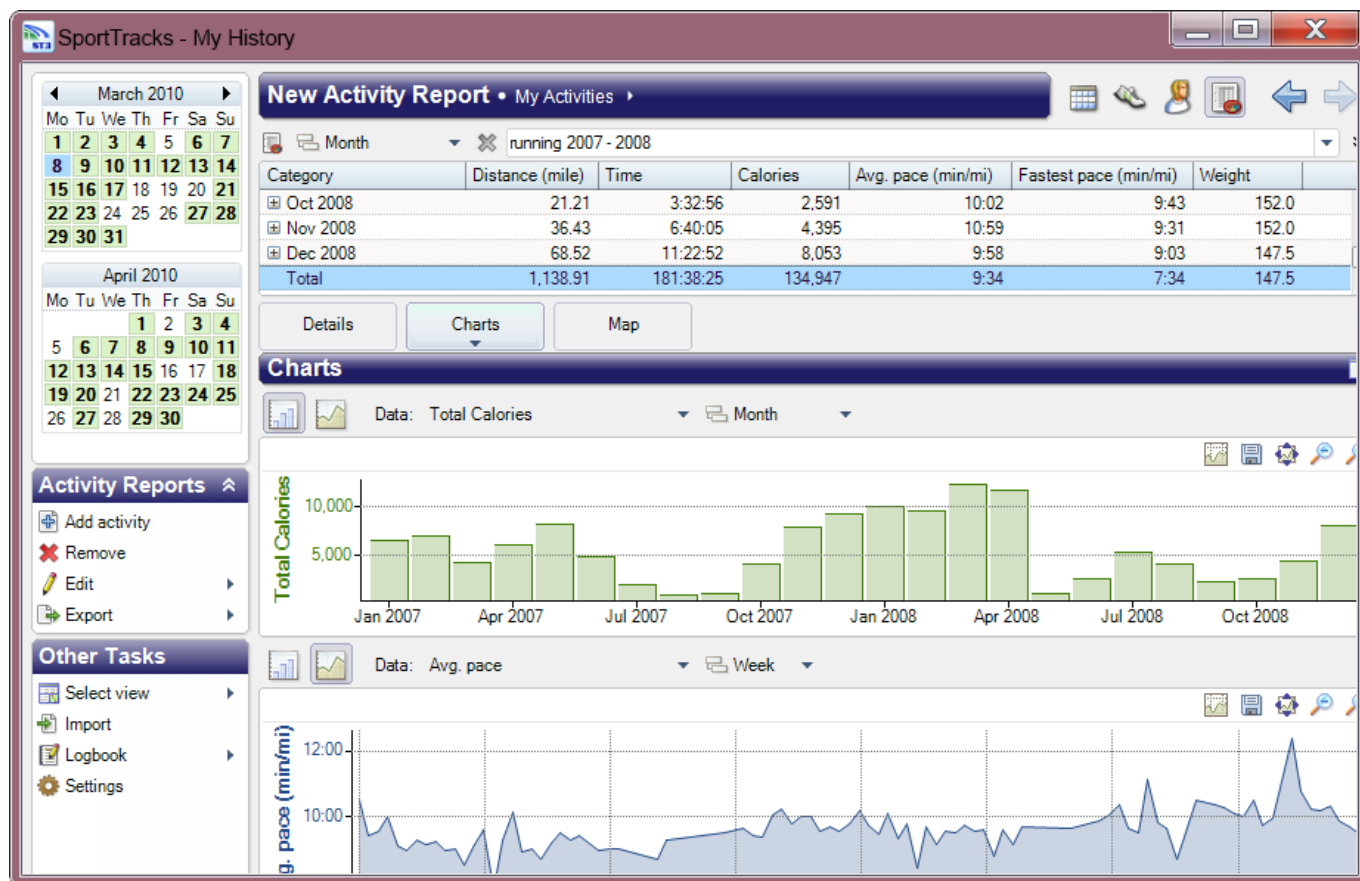 ST3 SportTracks - My History
March 2010
Mo Tu We Th Fr Sa Su
1 2 3 4 5 6 7
8 9 10 11 12 13 14
15 16 17 18 19 20 21
22 23 24 25 26 27 28
29 30 31
April 2010
Mo Tu We Th Fr Sa Su
1 2 3 4
5 6 7 8 9 10 11
12 13 14 15 16 17 18
19 20 21 22 23 24 25
26 27 28 29 30
Activity Reports
Add activity
Remove
Edit
Export
Other Tasks
Select view
Import
Logbook
Settings
New Activity Report • My Activities
Month running 2007 - 2008
Category Distance (mile) Time Calories Avg. pace (min/mi) Fastest pace (min/mi) Weight
Oct 2008 21.21 3:32:56 2,591 10:02 9:43 152.0
Nov 2008 36.43 6:40:05 4,395 10:59 9:31 152.0
Dec 2008 68.52 11:22:52 8,053 9:58 9:03 147.5
Total 1,138.91 181:38:25 134,947 9:34 7:34 147.5
Details Charts Map
Charts
Data: Total Calories Month
Total Calories
10,000
5,000
Jan 2007 Apr 2007 Jul 2007 Oct 2007 Jan 2008 Apr 2008 Jul 2008 Oct 2008
Data: Avg. pace Week
g. pace (min/mi)
12:00
10:00